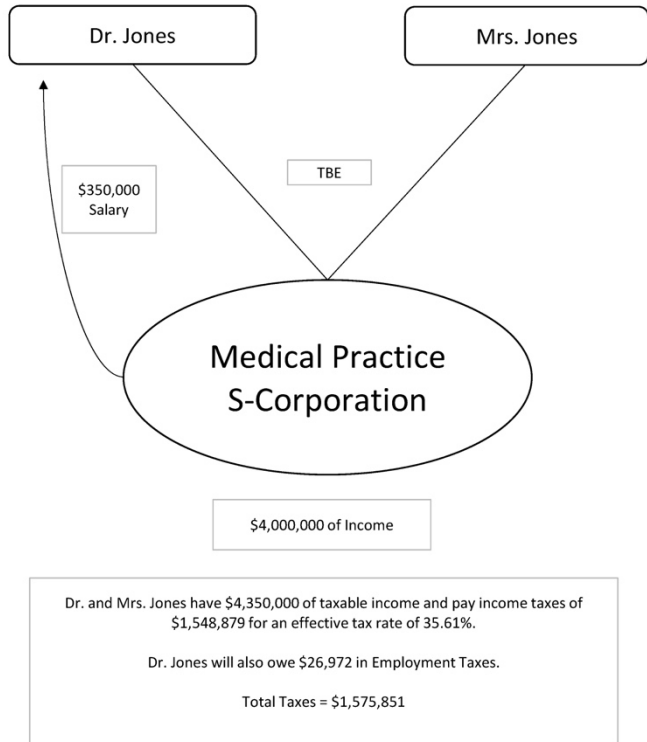 Dr. Jones
Mrs. Jones
$350,000
Salary
TBE
Medical Practice
S-Corporation
$4,000,000 of Income
Dr. and Mrs. Jones have $4,350,000 of taxable income and pay income taxes of
$1,548,879 for an effective tax rate of 35.61%.
Dr. Jones will also owe $26,972 in Employment Taxes.
Total Taxes = $1,575,851